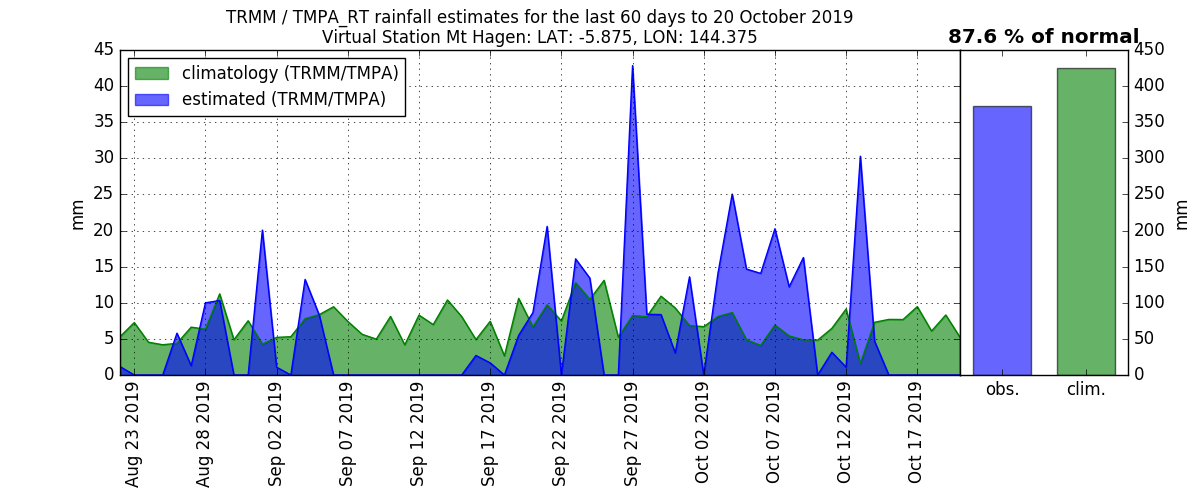 TRMM / TMPA_RT rainfall estimates for the last 60 days to 20 October 2019
Virtual Station Mt Hagen: LAT: -5.875, LON: 144.375
87.6 % of normal
climatology (TRMM/TMPA)
estimated (TRMM/TMPA)
mm
45
40
35
30
25
20
15
10
5
0
Aug 23 2019
Aug 28 2019
Sep 02 2019
Sep 07 2019
Sep 12 2019
Sep 17 2019
Sep 22 2019
Sep 27 2019
Oct 02 2019
Oct 07 2019
Oct 12 2019
Oct 17 2019
450
400
350
300
250
200
150
100
50
0
mm
obs.
clim.